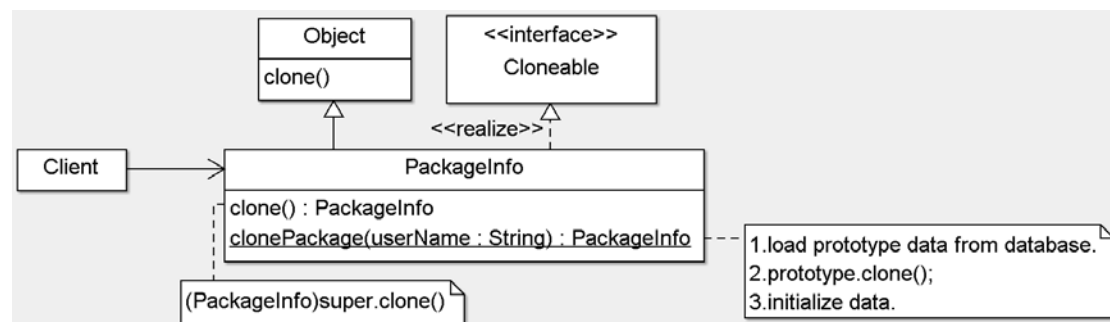 Object
clone()
<<interface>>
Cloneable
<<realize>>
Client
PackageInfo
clone() : PackageInfo
clonePackage(userName : String) : PackageInfo
1.load prototype data from database.
2.prototype.clone();
3.initialize data.
(PackageInfo)super.clone()